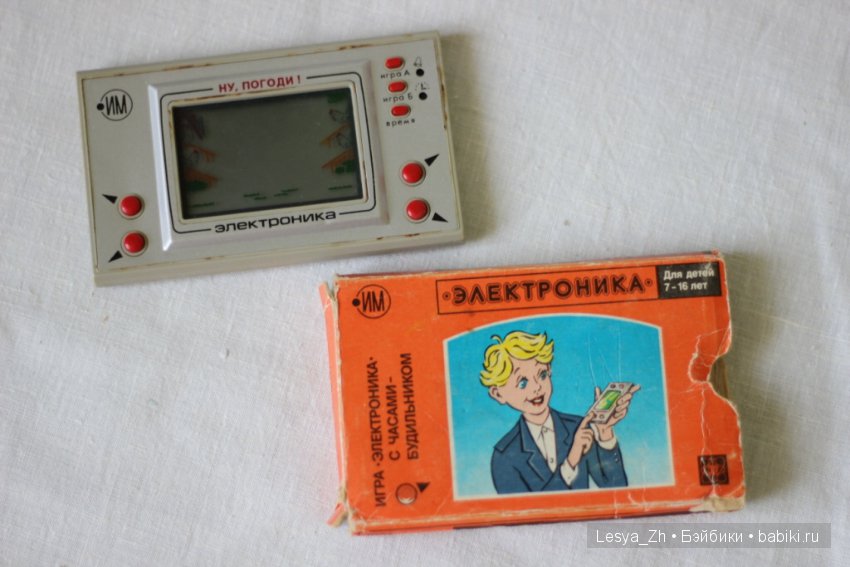 НУ, ПОГОДИ!
ИМ
игра А
игра Б
время
электроника
ИМ
•ЭЛЕКТРОНИКА•
Для детей
7-16 лет
ИГРА •ЭЛЕКТРОНИКА•
С ЧАСАМИ-
БУДИЛЬНИКОМ
Lesya_Zh • Бэйбики • babiki.ru